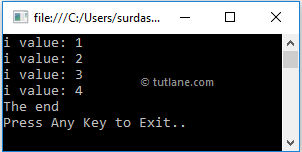 file:///C:/Users/surdas...
i value: 1
i value: 2
i value: 3
i value: 4
© tutlane.com
The end
Press Any Key to Exit..